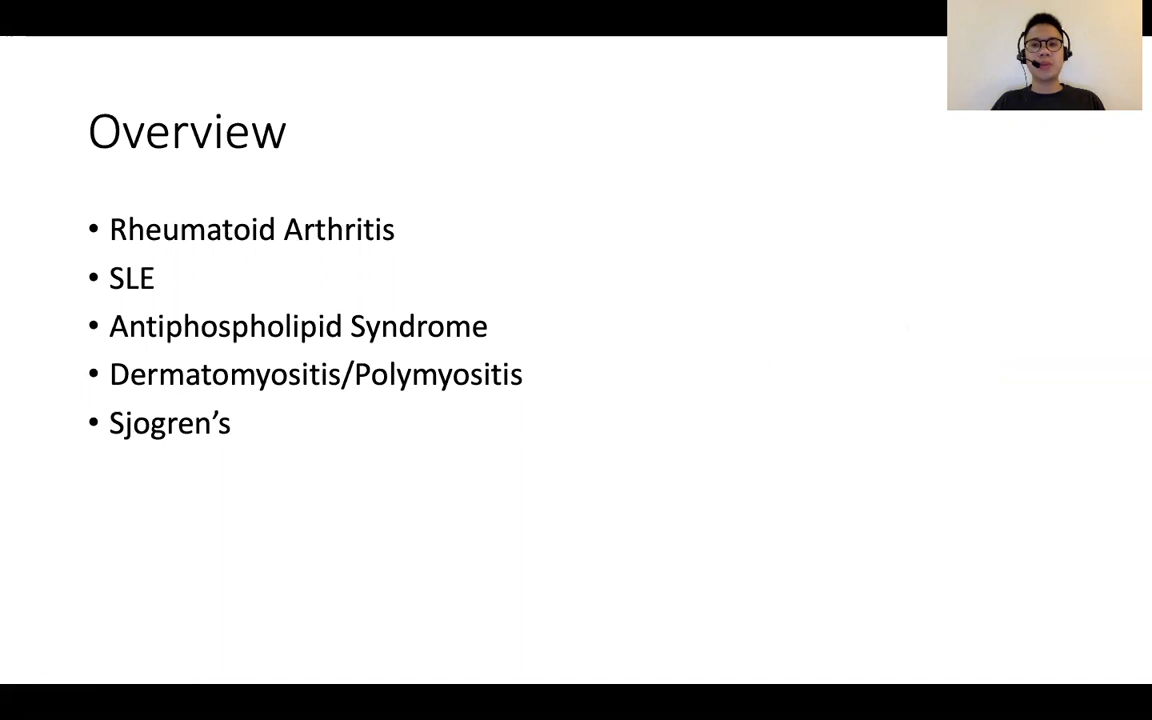 Overview
• Rheumatoid Arthritis
• SLE
• Antiphospholipid Syndrome
• Dermatomyositis/Polymyositis
• Sjogren’s